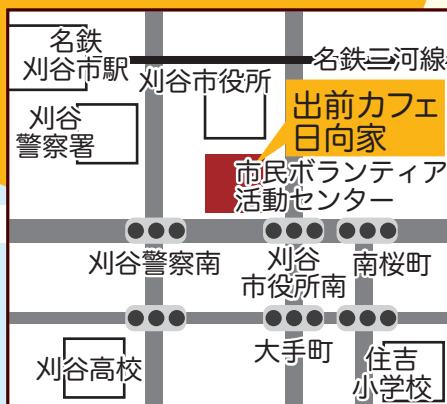 名鉄
刈谷市駅
名鉄三河線
刈谷市役所
刈谷
警察署
出前カフェ
日向家
市民ボランティア
活動センター
刈谷警察南
刈谷
市役所南
南桜町
大手町
刈谷高校
住吉
小学校